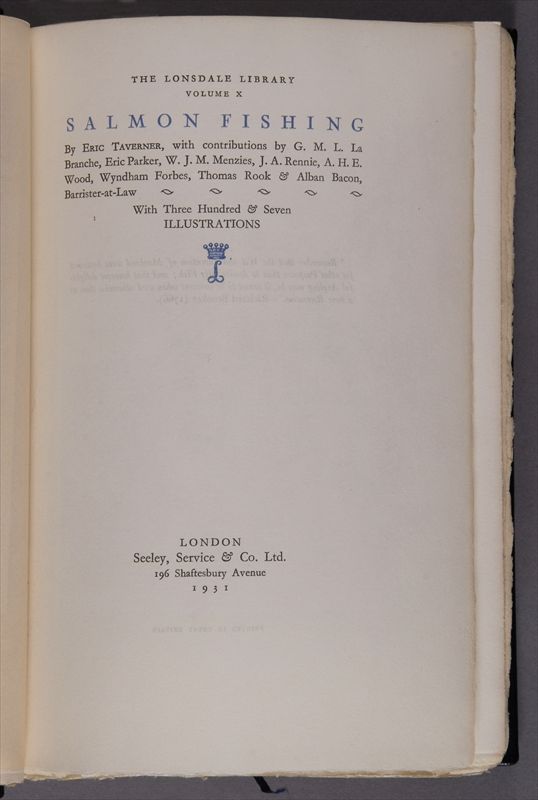 THE LONSDALE LIBRARY
VOLUME X
SALMON FISHING
By ERIC TAVERNER, with contributions by G. M. L. La
Branche, Eric Parker, W. J. M. Menzies, J. A. Rennie, A. H. E.
Wood, Wyndham Forbes, Thomas Rook & Alban Bacon,
Barrister-at-Law
With Three Hundred & Seven
ILLUSTRATIONS
L
LONDON
Seeley, Service & Co. Ltd.
196 Shaftesbury Avenue
1931